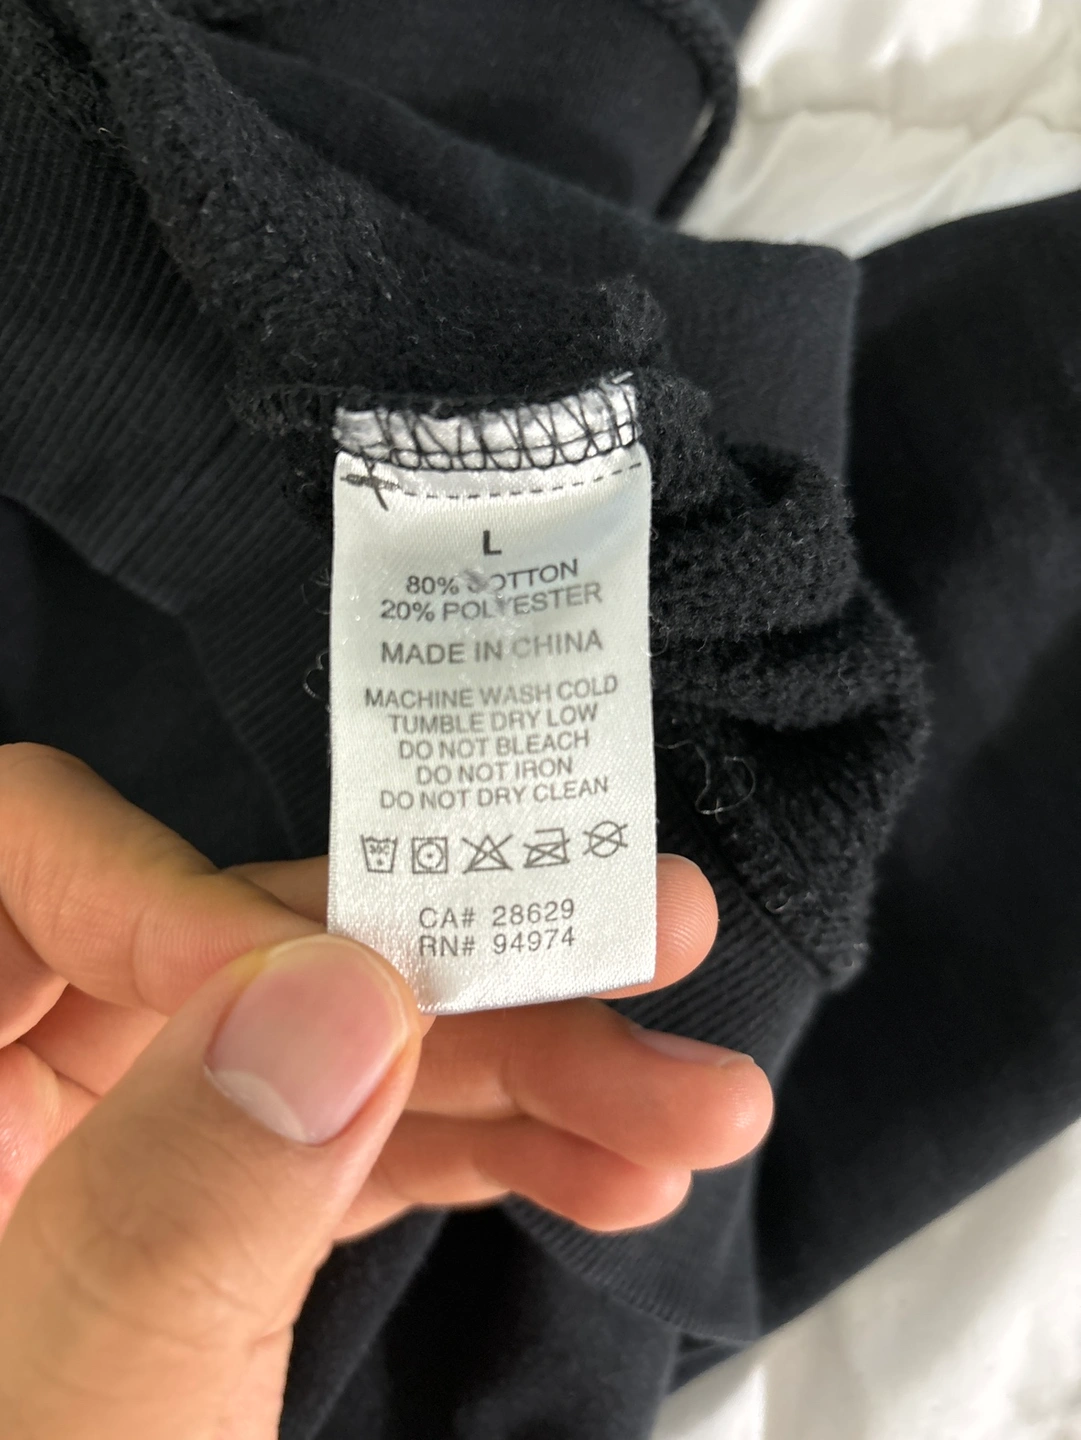 L
80% COTTON
20% POLYESTER
MADE IN CHINA
MACHINE WASH COLD
TUMBLE DRY LOW
DO NOT BLEACH
DO NOT IRON
DO NOT DRY CLEAN
30C
CA# 28629
RN# 94974